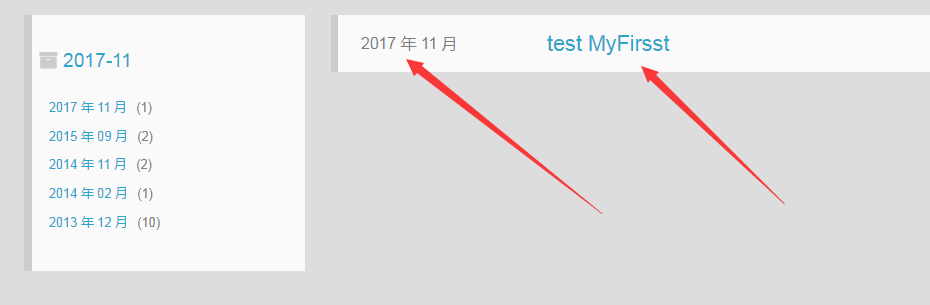 2017-11
2017 年 11 月 (1)
2015 年 09 月 (2)
2014 年 11 月 (2)
2014 年 02 月 (1)
2013 年 12 月 (10)
2017 年 11 月 test MyFirsst